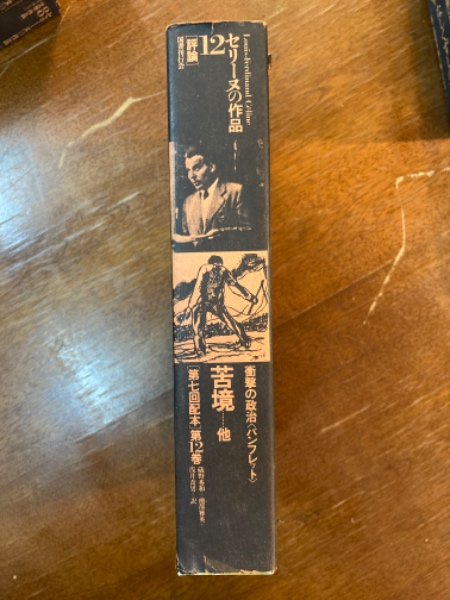 Louis-Ferdinand Céline
セリーヌの作品
12
[評論]
国書刊行会
衝撃の政治〈パンフレット〉
苦境……他
[第七回配本]第12巻
訳